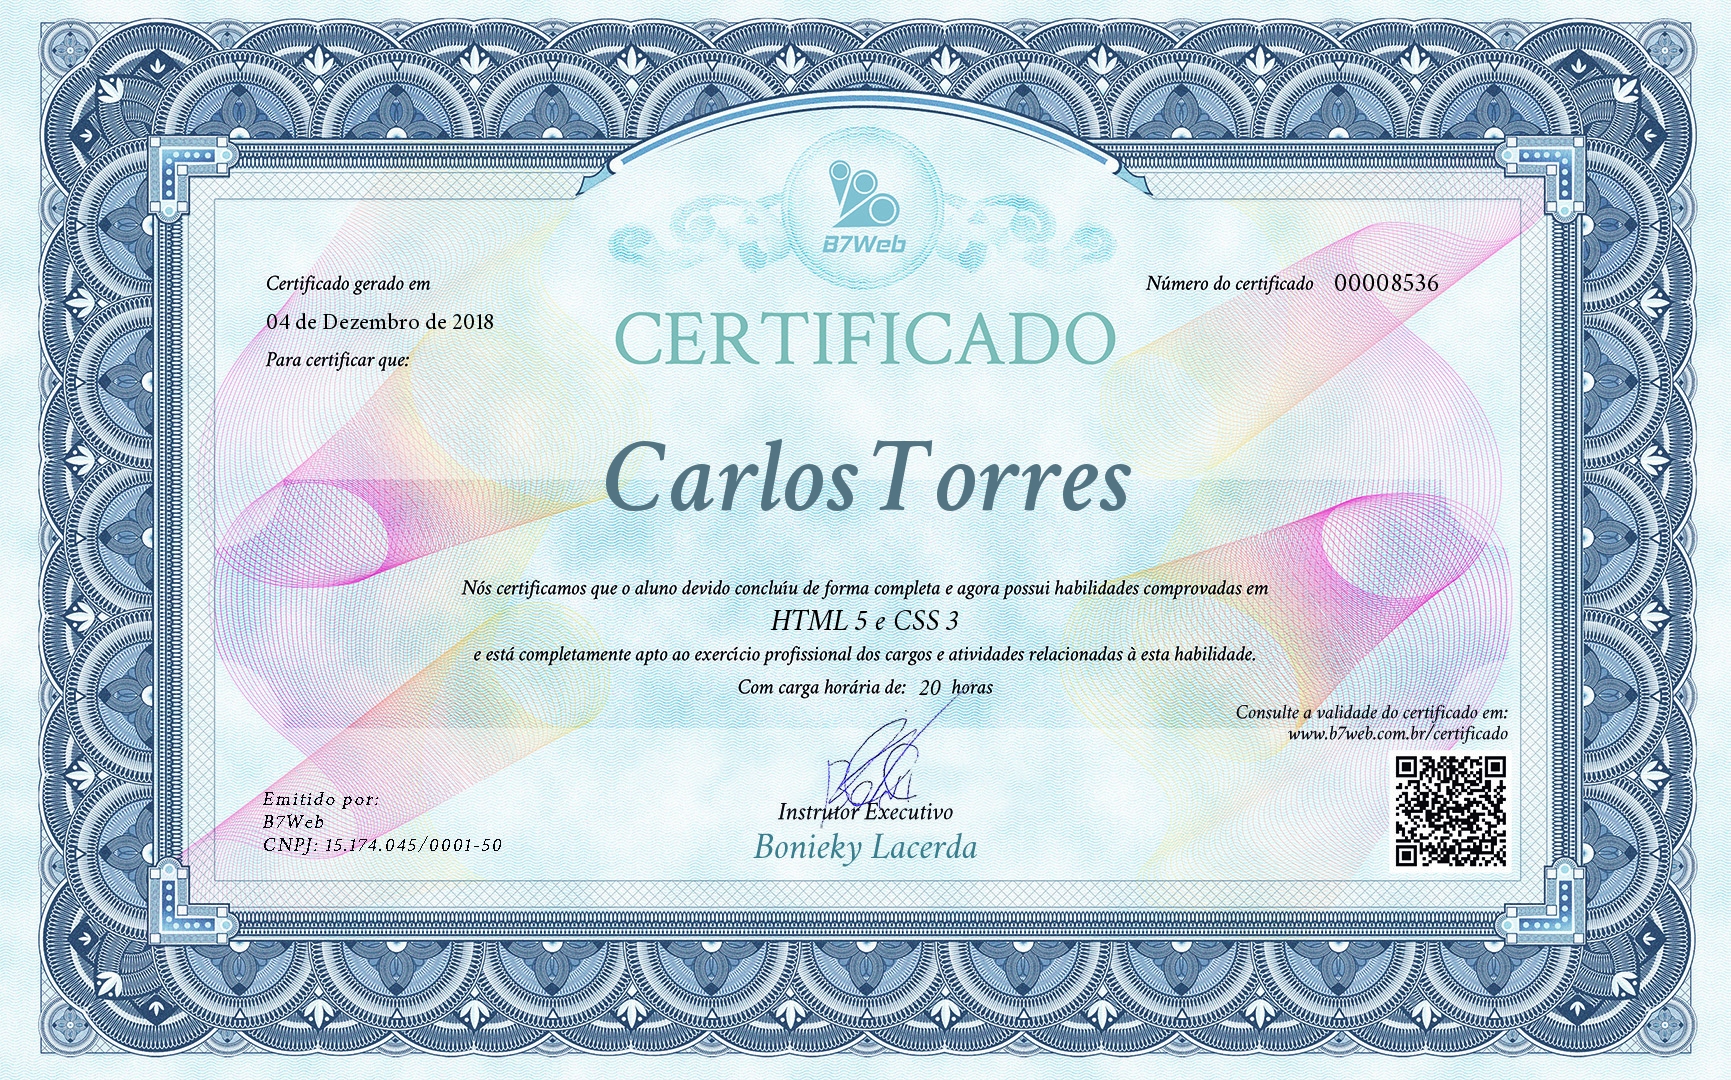 B7Web
Certificado gerado em
Número do certificado 00008536
04 de Dezembro de 2018
CERTIFICADO
Para certificar que:
Carlos Torres
Nós certificamos que o aluno devido concluíu de forma completa e agora possui habilidades comprovadas em
HTML 5 e CSS 3
e está completamente apto ao exercício profissional dos cargos e atividades relacionadas à esta habilidade.
Com carga horária de: 20 horas
Consulte a validade do certificado em:
www.b7web.com.br/certificado
Emitido por:
B7Web
CNPJ: 15.174.045/0001-50
Instrutor Executivo
Bonieky Lacerda